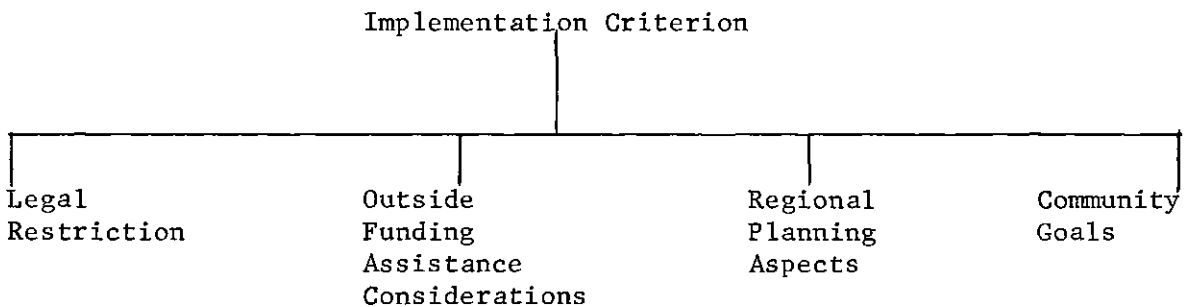 Implementation Criterion
Legal
Restriction
Outside
Funding
Assistance
Considerations
Regional
Planning
Aspects
Community
Goals